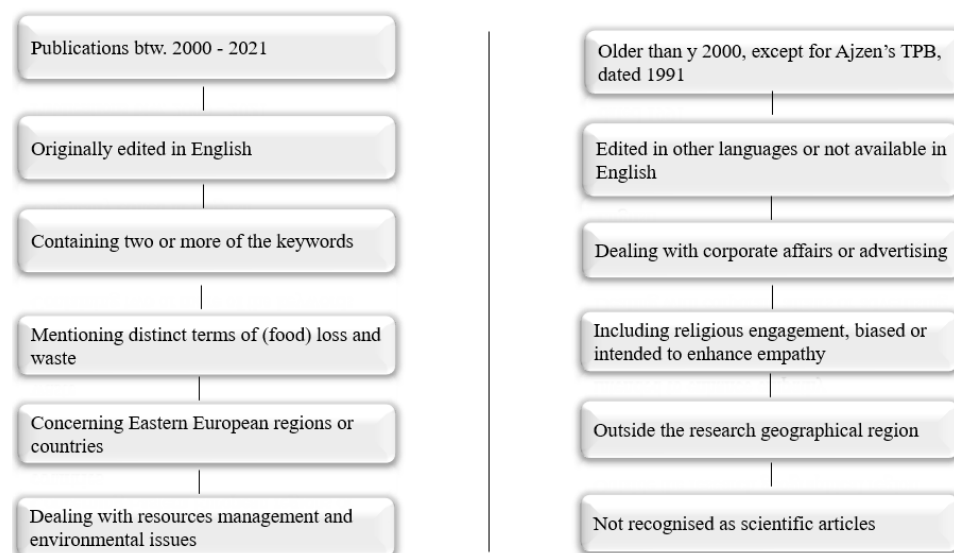 Publications btw. 2000 - 2021
Originally edited in English
Containing two or more of the keywords
Mentioning distinct terms of (food) loss and
waste
Concerning Eastern European regions or
countries
Dealing with resources management and
environmental issues
Older than y 2000, except for Ajzen’s TPB,
dated 1991
Edited in other languages or not available in
English
Dealing with corporate affairs or advertising
Including religious engagement, biased or
intended to enhance empathy
Outside the research geographical region
Not recognised as scientific articles